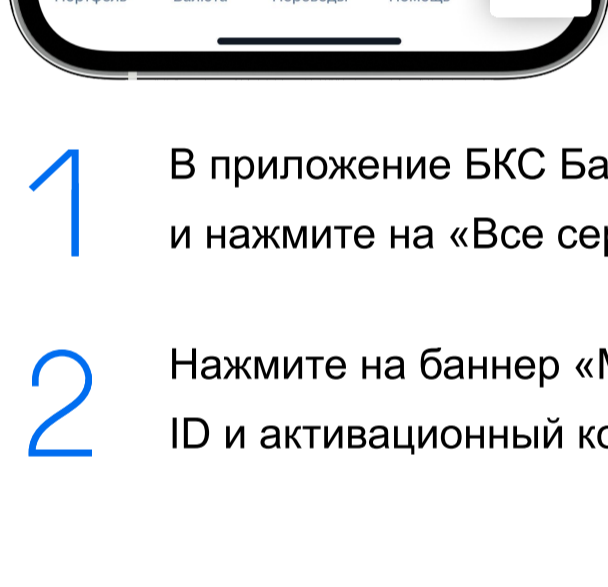 1
В приложение БКС Ба
и нажмите на «Все се
2
Нажмите на баннер «
ID и активационный к